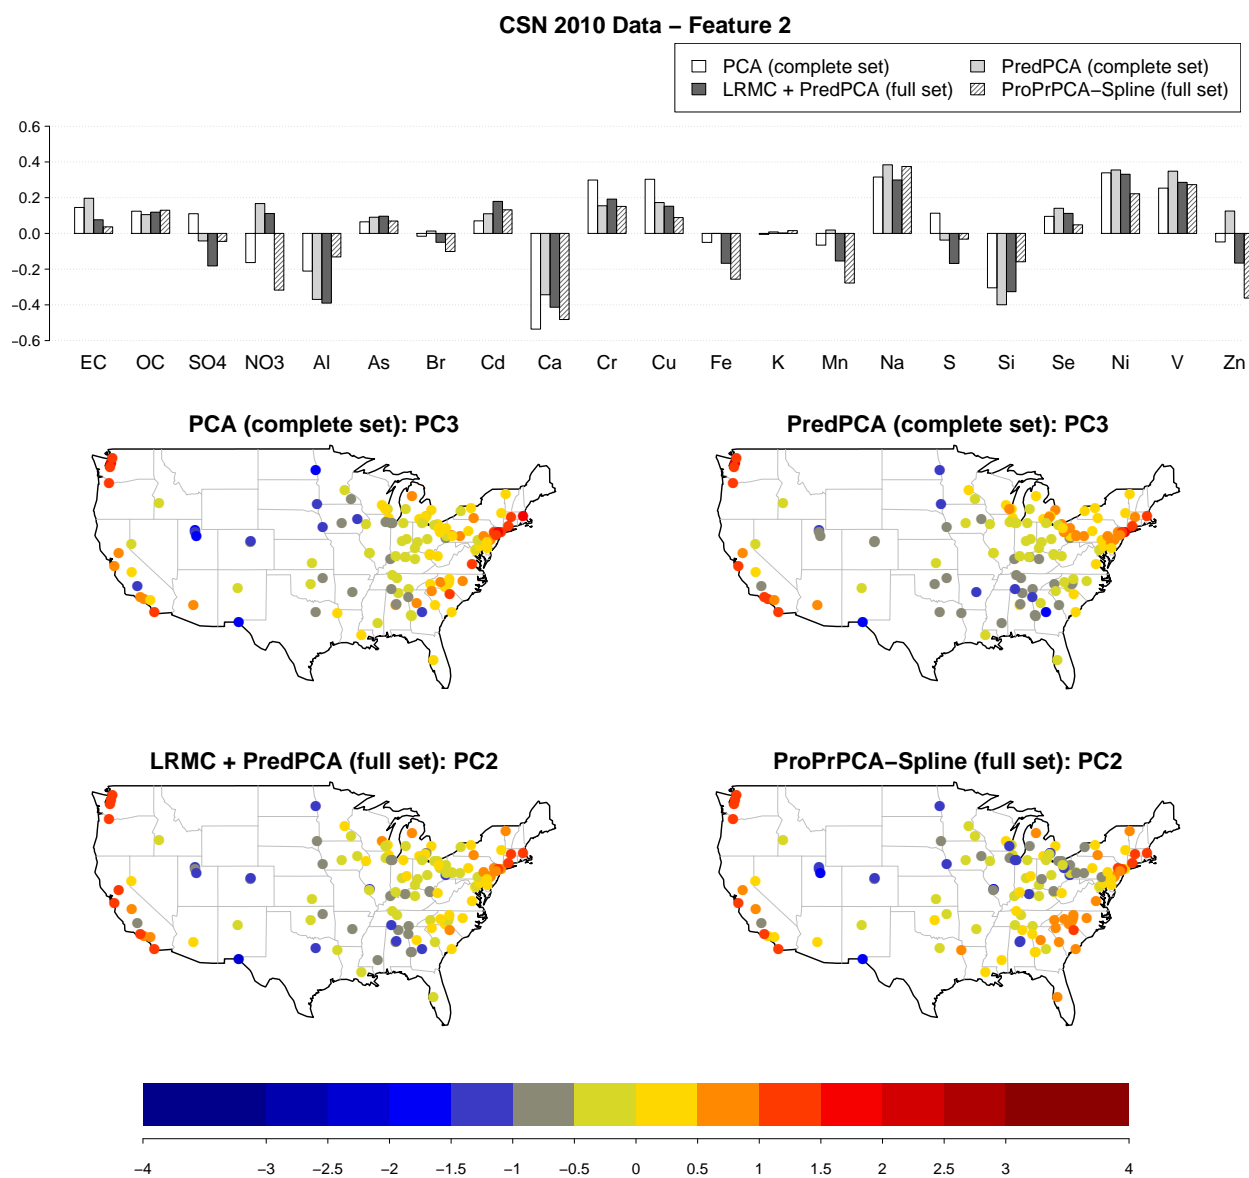 CSN 2010 Data – Feature 2
PCA (complete set) PredPCA (complete set)
LRMC + PredPCA (full set) ProPrPCA−Spline (full set)
0.6
0.4
0.2
0.0
−0.2
−0.4
−0.6
EC OC SO4 NO3 Al As Br Cd Ca Cr Cu Fe K Mn Na S Si Se Ni V Zn
PCA (complete set): PC3 PredPCA (complete set): PC3
LRMC + PredPCA (full set): PC2 ProPrPCA−Spline (full set): PC2
−4 −3 −2.5 −2 −1.5 −1 −0.5 0 0.5 1 1.5 2 2.5 3 4